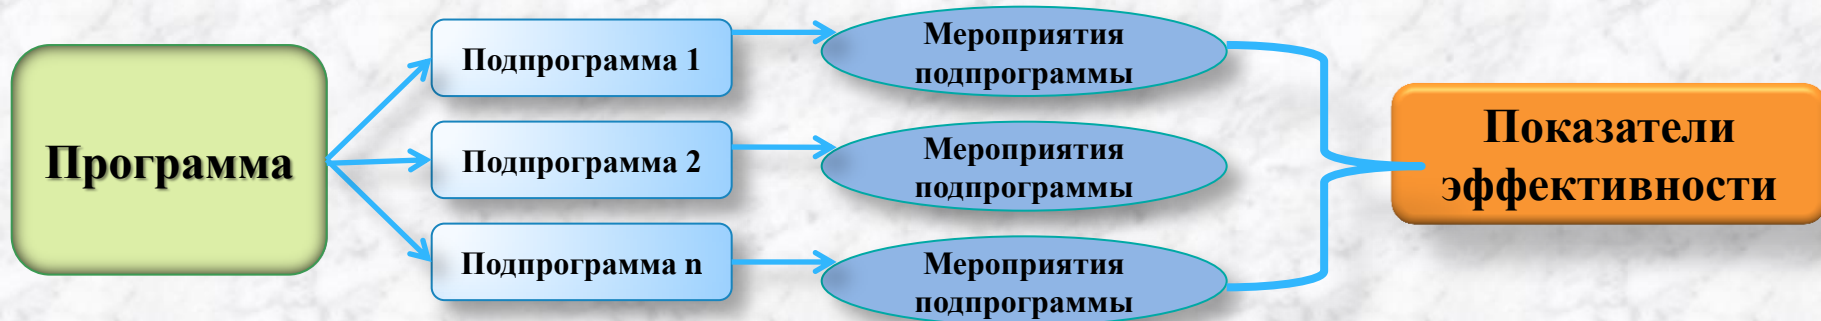 Программа
Подпрограмма 1
Мероприятия
подпрограммы
Подпрограмма 2
Мероприятия
подпрограммы
Подпрограмма n
Мероприятия
подпрограммы
Показатели
эффективности